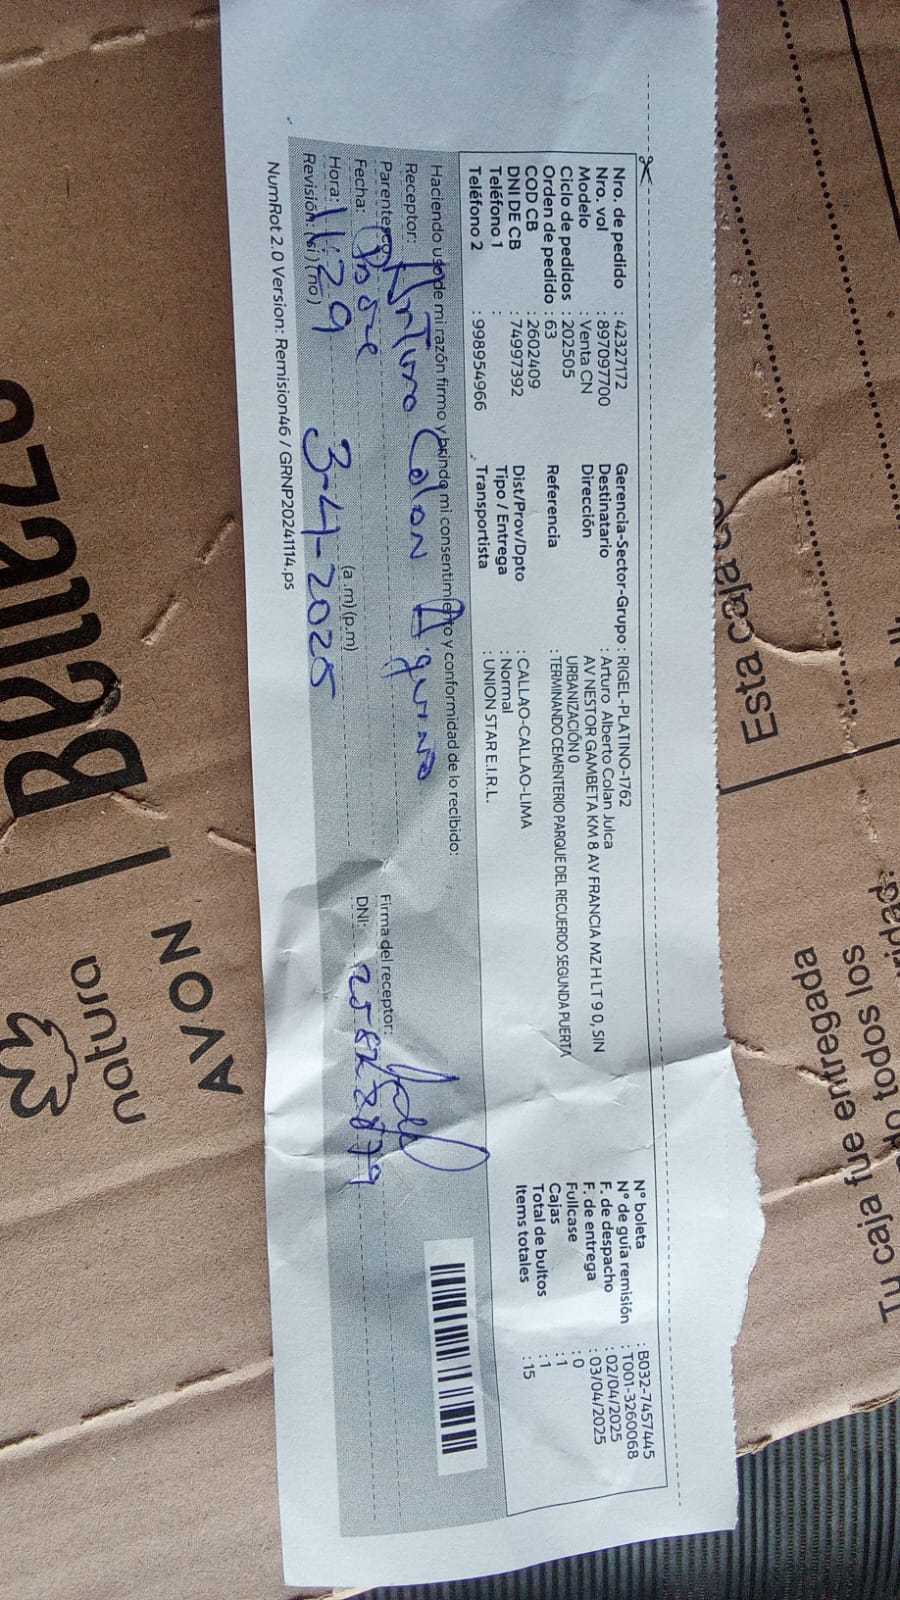 Nro. de pedido : 42327172
Nro. vol : 897097700
Modelo : Venta CN
Ciclo de pedidos : 202505
Orden de pedido : 63
COD CB : 2602409
DNI DE CB : 74997392
Teléfono 1 :
Teléfono 2 : 998954966
Gerencia-Sector-Grupo : RIGEL-PLATINO-1762
Destinatario : Arturo Alberto Colan Julca
Dirección : AV NESTOR GAMBETA KM 8 AV FRANCIA MZ H LT 9 0, SIN
URBANIZACIÓN 0
Referencia : TERMINANDO CEMENTERIO PARQUE DEL RECUERDO SEGUNDA PUERTA
Dist/Prov/Dpto : CALLAO-CALLAO-LIMA
Tipo / Entrega : Normal
Transportista : UNION STAR E.I.R.L.
N° boleta : B032-7457445
N° de guía remisión : T001-3260068
F. de despacho : 02/04/2025
F. de entrega : 03/04/2025
Fullcase : 0
Cajas : 1
Total de bultos : 1
Items totales : 15
Haciendo uso de mi razón firmo y brindo mi consentimiento y conformidad de lo recibido:
Receptor: Arturo Colan Aquino
Parentesco: Padre
Firma del receptor:
Fecha: 3-4-2025
DNI:
Hora: 11:29 (a .m) (p.m)
Revisión: (si) (no)
NumRot 2.0 Version: Remision46 / GRNP20241114.ps
Esta caja
Tu caja fue entregada
todos los
AVON
natura